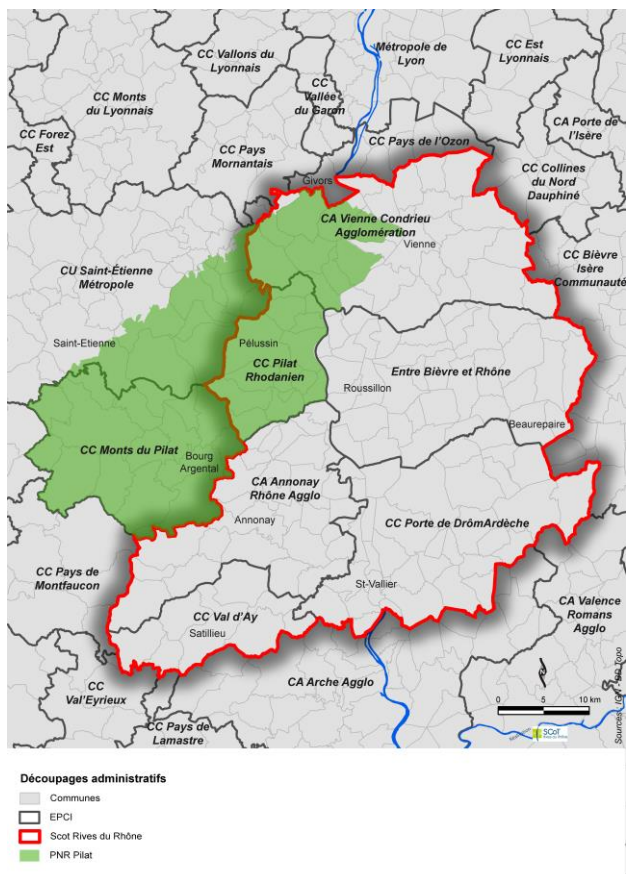 CC Vallons du
Lyonnais
Métropole de
Lyon
CC Est
Lyonnais
CC Monts
du Lyonnais
CC
Vallée
du Garon
CA Porte de
l'Isère
CC Forez
Est
CC Pays
Mornantais
CC Pays de l'Ozon
CC Collines
du Nord
Dauphiné
Givors
CA Vienne Condrieu
Agglomération
Vienne
CC Bièvre
Isère
Communauté
CU Saint-Étienne
Métropole
Saint-Etienne
Pélussin
CC Pilat
Rhodanien
Entre Bièvre et Rhône
Roussillon
Beaurepaire
CC Monts du Pilat
Bourg
Argental
CA Annonay
Rhône Agglo
Annonay
CC Porte de DrômArdèche
CC Pays de
Montfaucon
St-Vallier
CC Val d'Ay
Satillieu
CA Valence
Romans
Agglo
CC
Val'Eyrieux
CA Arche Agglo
CC Pays de
Lamastre
0 5 10 km
SCoT
Sources : IGN - BD Topo
Découpages administratifs
Communes
EPCI
Scot Rives du Rhône
PNR Pilat